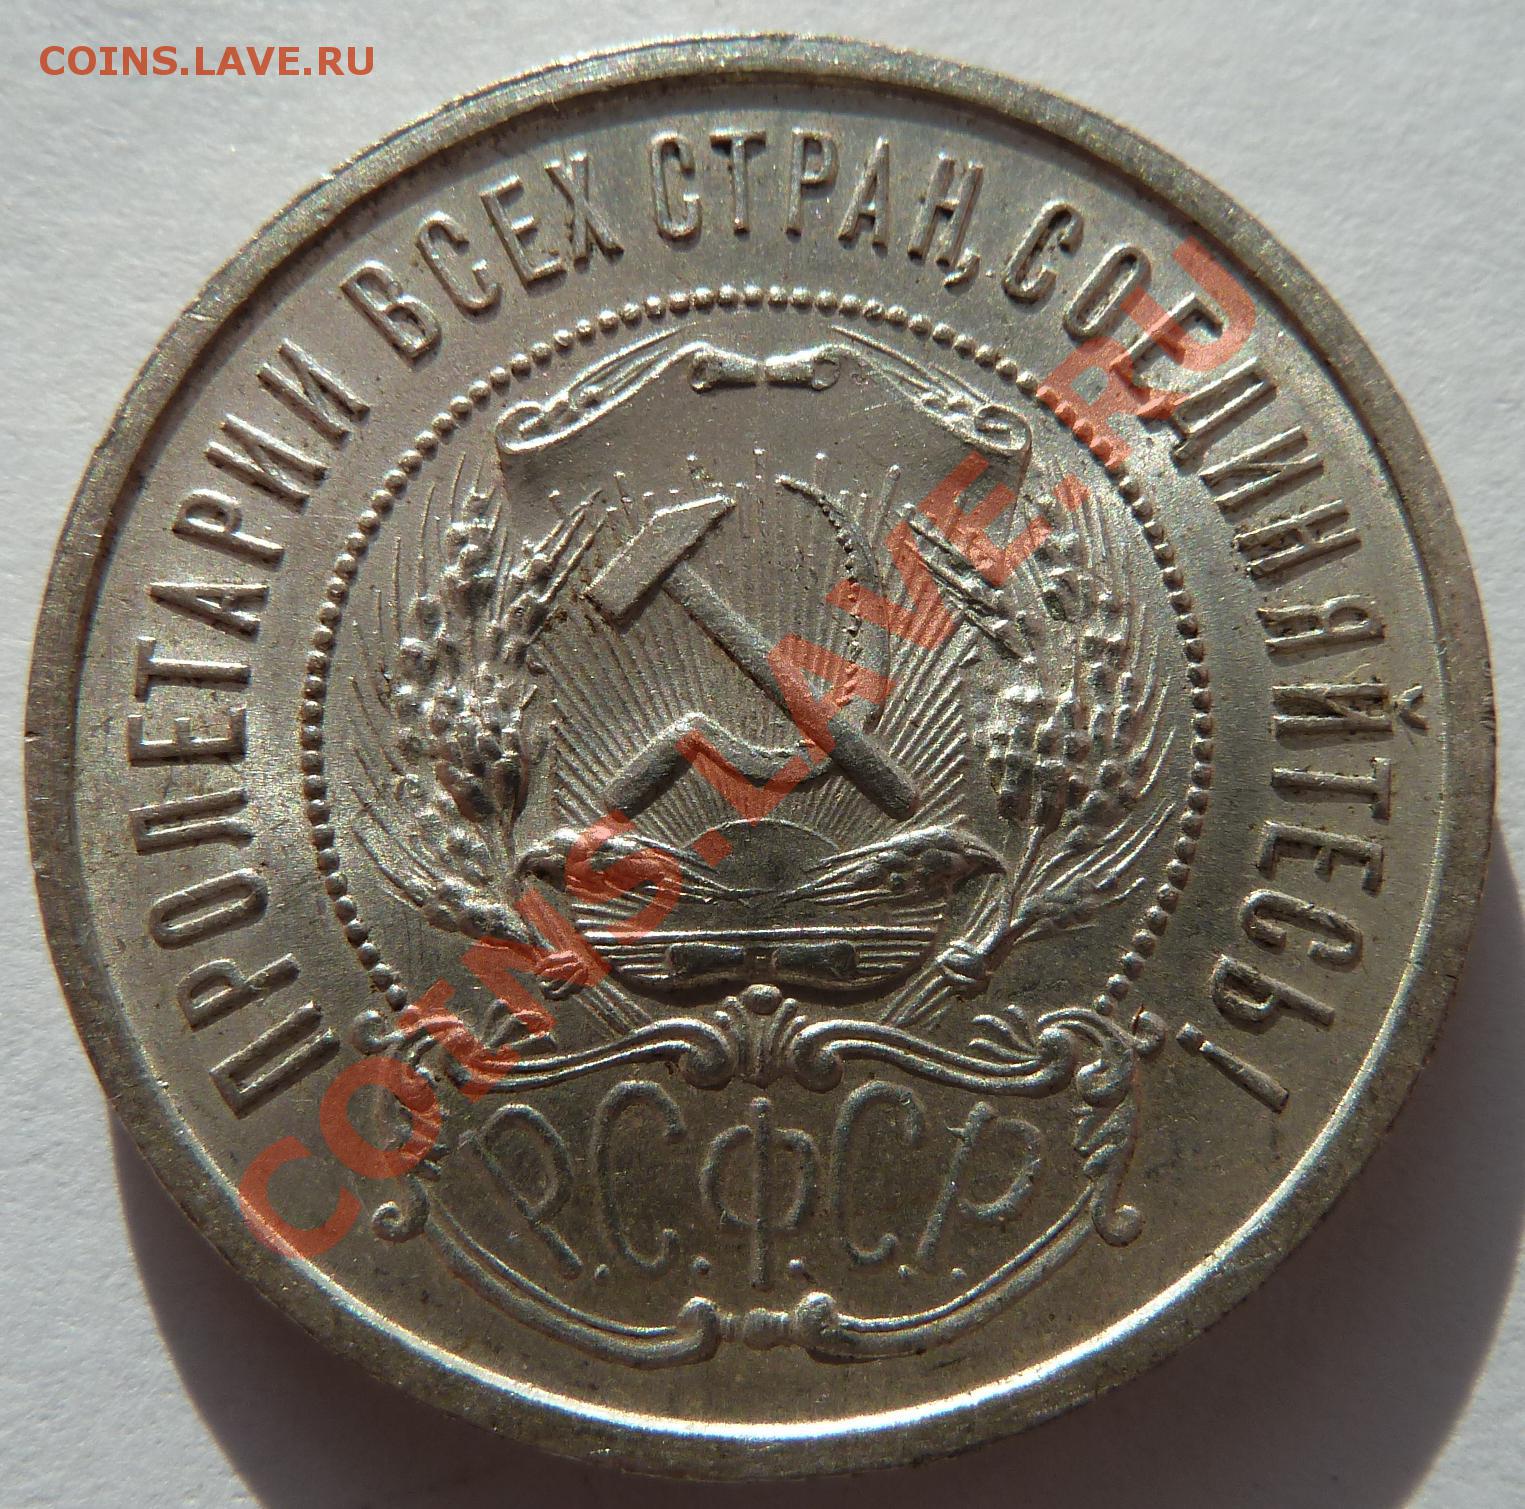 COINS.LAVE.RU
ПРОЛЕТАРИИ ВСЕХ СТРАН, СОЕДИНЯЙТЕСЬ!
COINS.LAVE.RU
Р.С.Ф.С.Р.